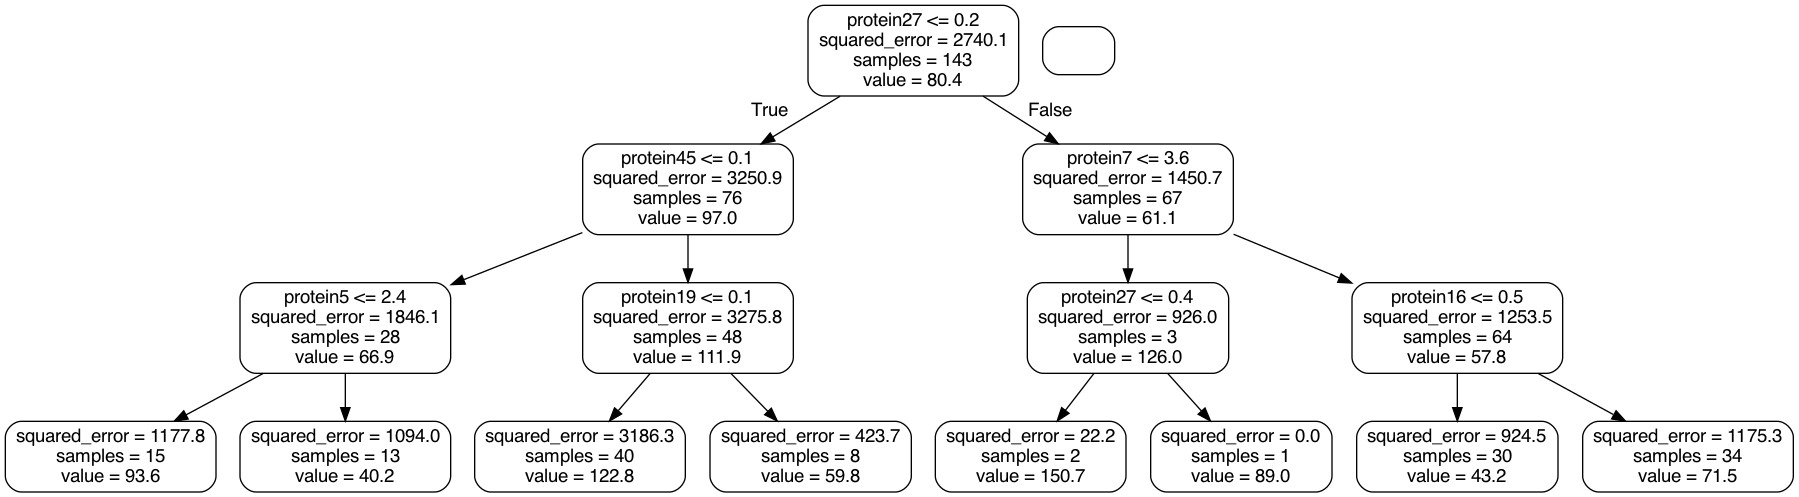 protein27 <= 0.2
squared_error = 2740.1
samples = 143
value = 80.4
True
False
protein45 <= 0.1
squared_error = 3250.9
samples = 76
value = 97.0
protein7 <= 3.6
squared_error = 1450.7
samples = 67
value = 61.1
protein5 <= 2.4
squared_error = 1846.1
samples = 28
value = 66.9
protein19 <= 0.1
squared_error = 3275.8
samples = 48
value = 111.9
protein27 <= 0.4
squared_error = 926.0
samples = 3
value = 126.0
protein16 <= 0.5
squared_error = 1253.5
samples = 64
value = 57.8
squared_error = 1177.8
samples = 15
value = 93.6
squared_error = 1094.0
samples = 13
value = 40.2
squared_error = 3186.3
samples = 40
value = 122.8
squared_error = 423.7
samples = 8
value = 59.8
squared_error = 22.2
samples = 2
value = 150.7
squared_error = 0.0
samples = 1
value = 89.0
squared_error = 924.5
samples = 30
value = 43.2
squared_error = 1175.3
samples = 34
value = 71.5